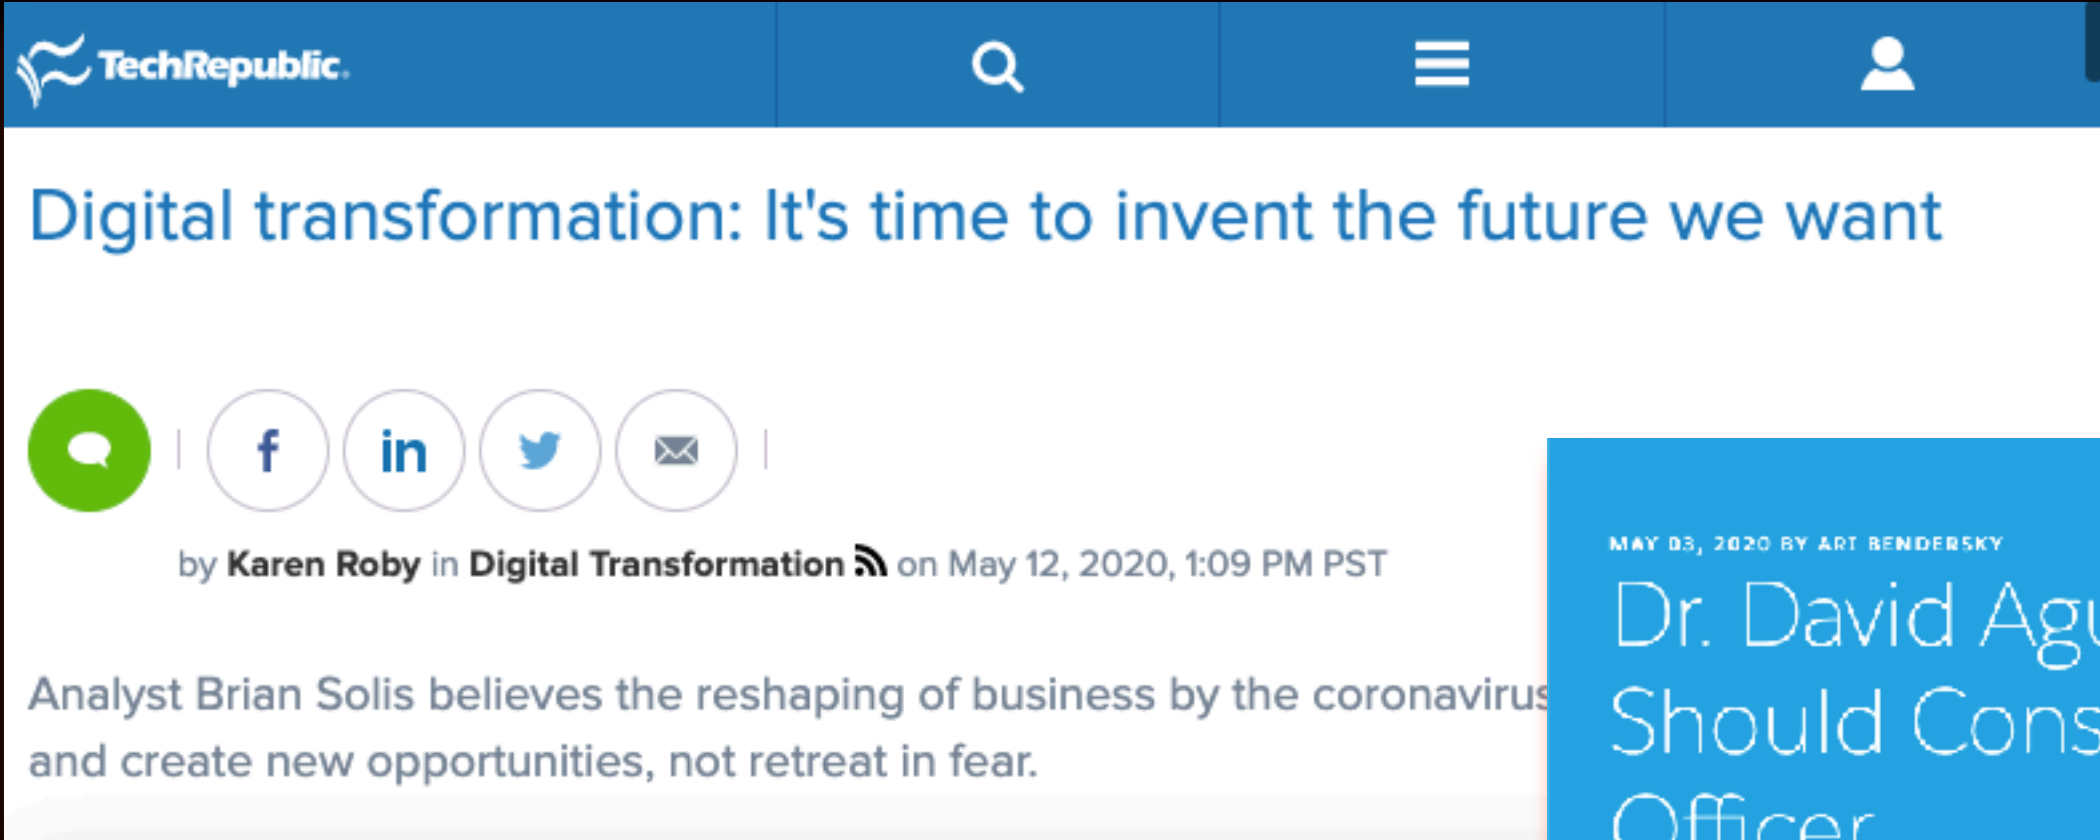 TechRepublic.
Digital transformation: It's time to invent the future we want
f
in
by Karen Roby in Digital Transformation on May 12, 2020, 1:09 PM PST
Analyst Brian Solis believes the reshaping of business by the coronavirus
and create new opportunities, not retreat in fear.
MAY 03, 2020 BY ART BENDERSKY
Dr. David
Should
Officer